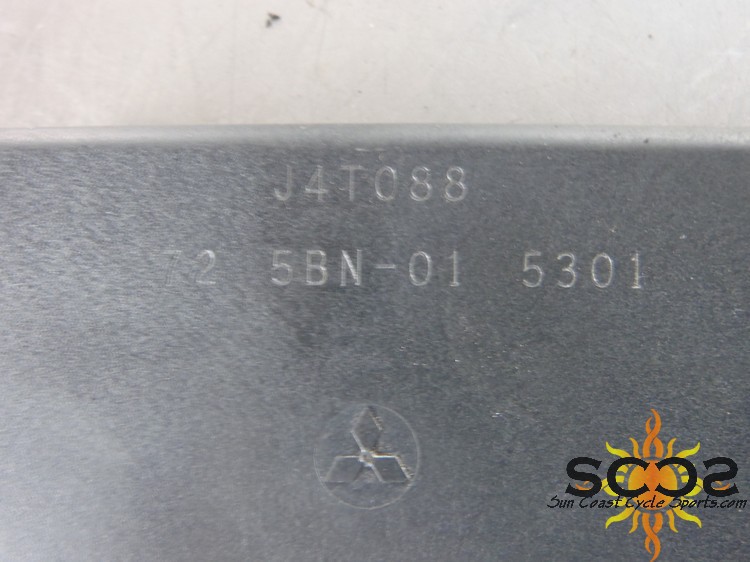 J4T088
72 5BN-01 5301
SCCS
Sun Coast Cycle Sports.com